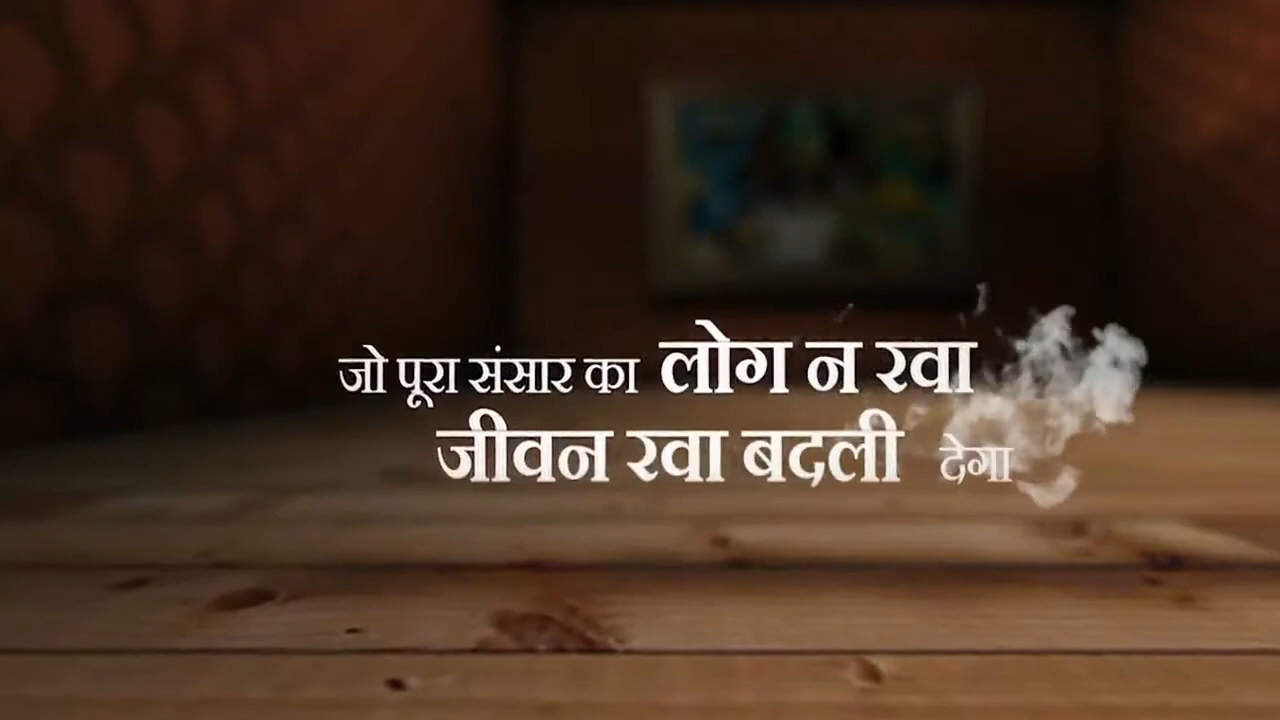 जो पूरा संसार का लोग न रवा
जीवन रवा बदली देगा